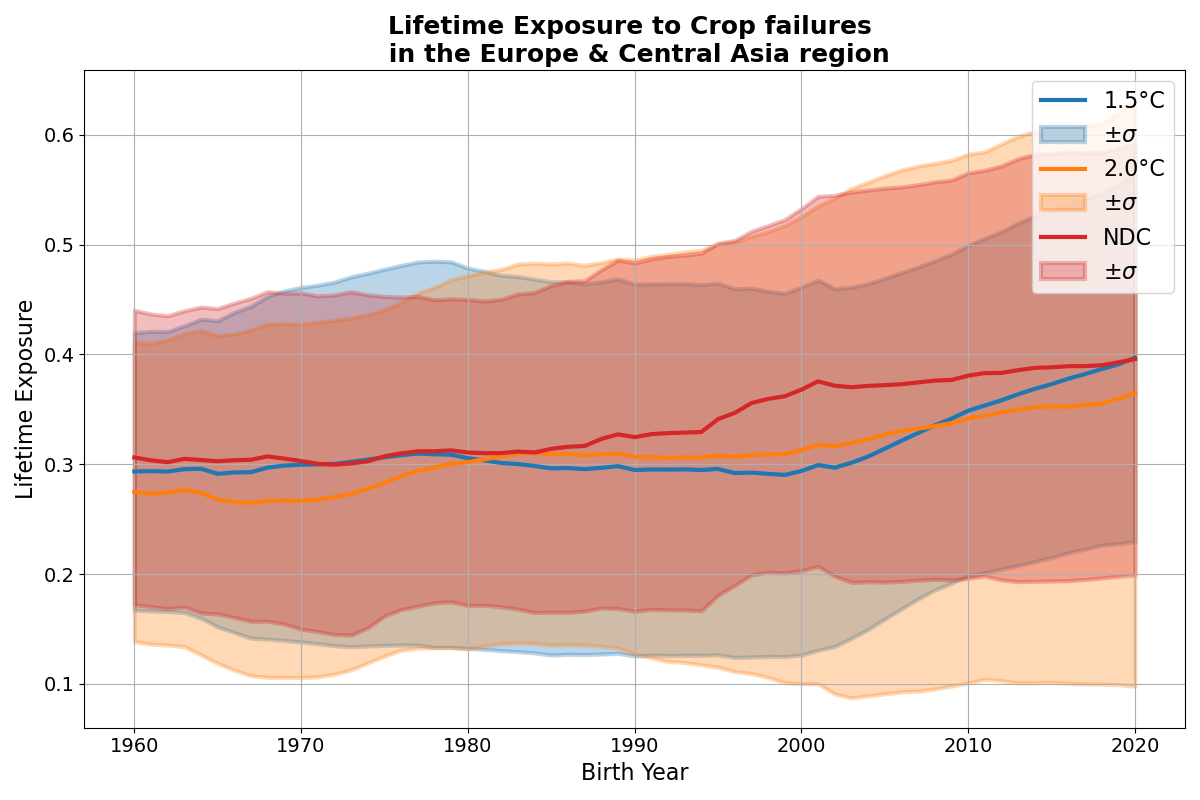 Lifetime Exposure to Crop failures
in the Europe & Central Asia region
1.5°C
±σ
2.0°C
±σ
NDC
±σ
Lifetime Exposure
0.6
0.5
0.4
0.3
0.2
0.1
1960 1970 1980 1990 2000 2010 2020
Birth Year